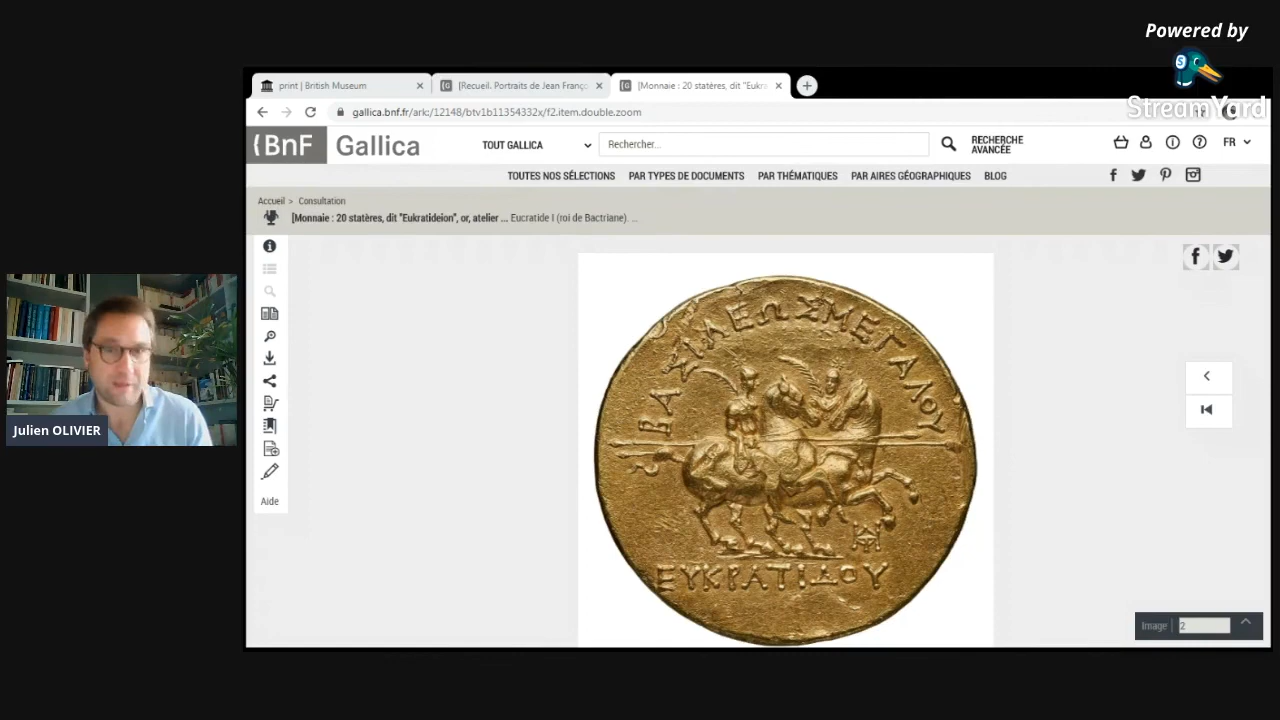 Powered by
StreamYard
print | British Museum
[Recueil. Portraits de Jean Franço
[Monnaie : 20 statères, dit "Eukra
gallica.bnf.fr/ark:/12148/btv1b11354332x/f2.item.double.zoom
BnF Gallica
TOUT GALLICA
Rechercher...
RECHERCHE
AVANCÉE
FR
TOUTES NOS SÉLECTIONS PAR TYPES DE DOCUMENTS PAR THÉMATIQUES PAR AIRES GÉOGRAPHIQUES BLOG
Accueil > Consultation
[Monnaie : 20 statères, dit "Eukratideion", or, atelier ... Eucratide I (roi de Bactriane). ...
ΒΑΣΙΛΕΩΣ ΜΕΓΑΛΟΥ
ΕΥΚΡΑΤΙΔΟΥ
Julien OLIVIER
Aide
Image 2